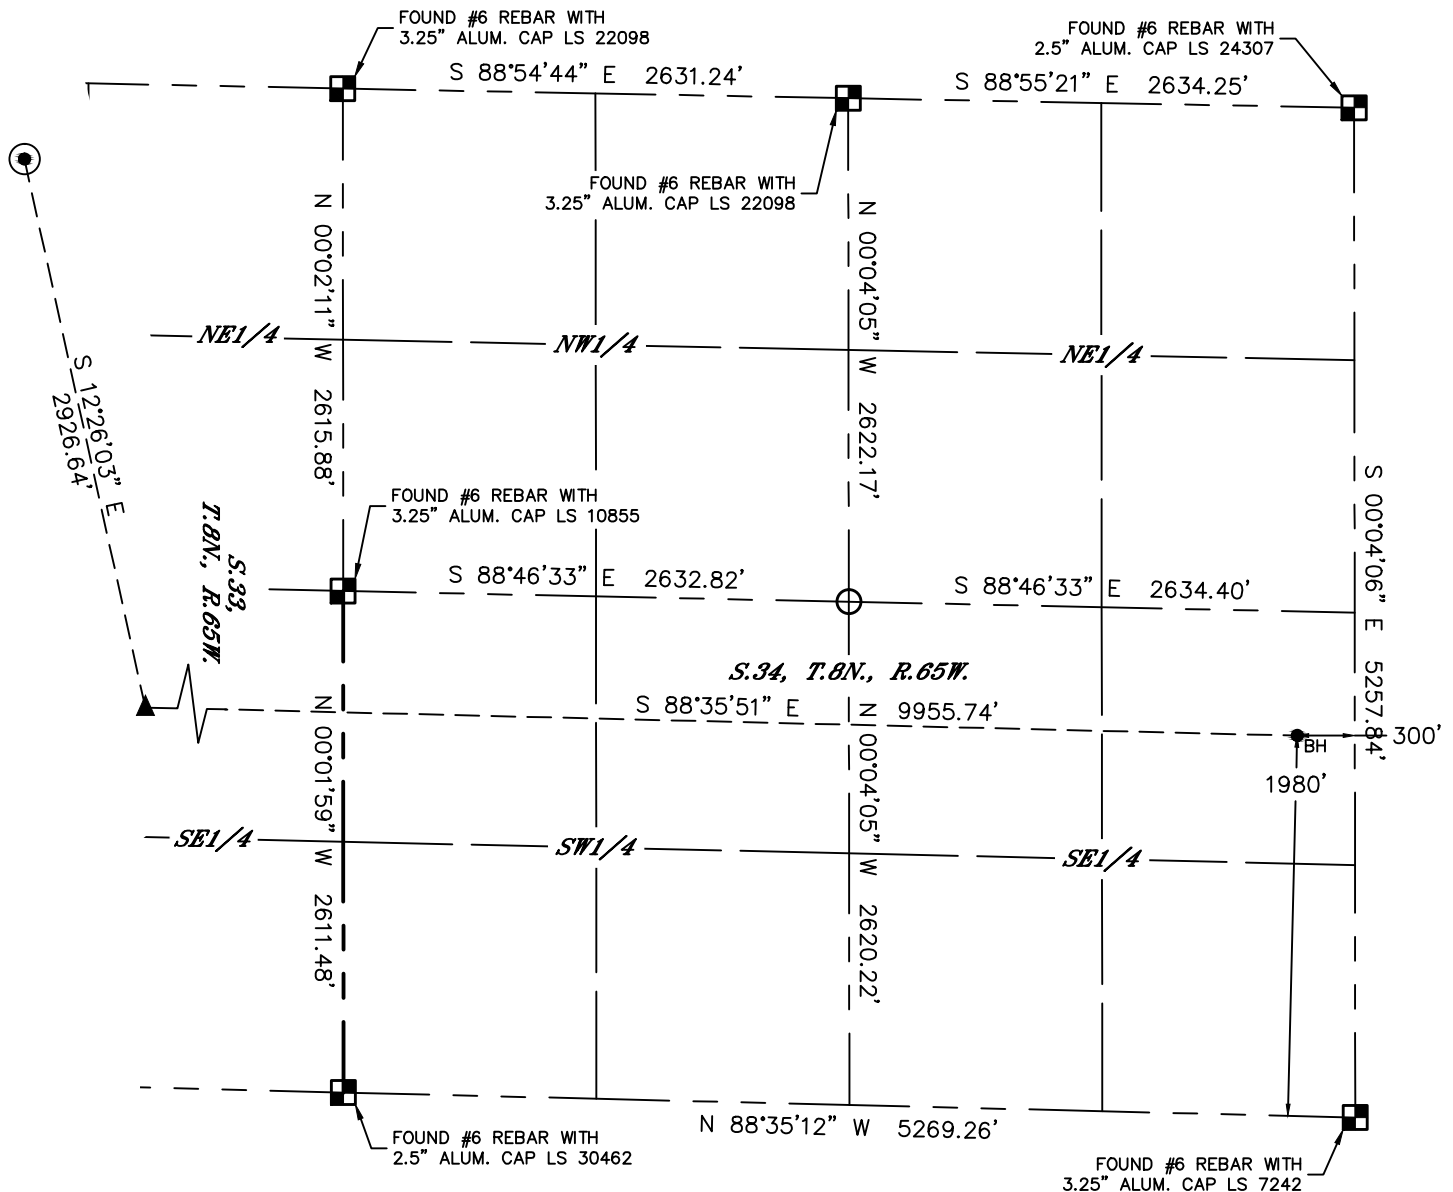 FOUND #6 REBAR WITH
3.25" ALUM. CAP LS 22098
FOUND #6 REBAR WITH
2.5" ALUM. CAP LS 24307
S 88°54'44" E 2631.24'
S 88°55'21" E 2634.25'
FOUND #6 REBAR WITH
3.25" ALUM. CAP LS 22098
N 00°02'11" W 2615.88'
N 00°04'05" W 2622.17'
NE1/4
NW1/4
NE1/4
S 12°26'03" E
2926.64'
S 00°04'06" E 5257.84'
FOUND #6 REBAR WITH
3.25" ALUM. CAP LS 10855
S.33,
T.8N., R.65W.
S 88°46'33" E 2632.82'
S 88°46'33" E 2634.40'
S.34, T.8N., R.65W.
S 88°35'51" E 9955.74'
BH
300'
1980'
N 00°01'59" W 2611.48'
N 00°04'05" W 2620.22'
SE1/4
SW1/4
SE1/4
N 88°35'12" W 5269.26'
FOUND #6 REBAR WITH
2.5" ALUM. CAP LS 30462
FOUND #6 REBAR WITH
3.25" ALUM. CAP LS 7242